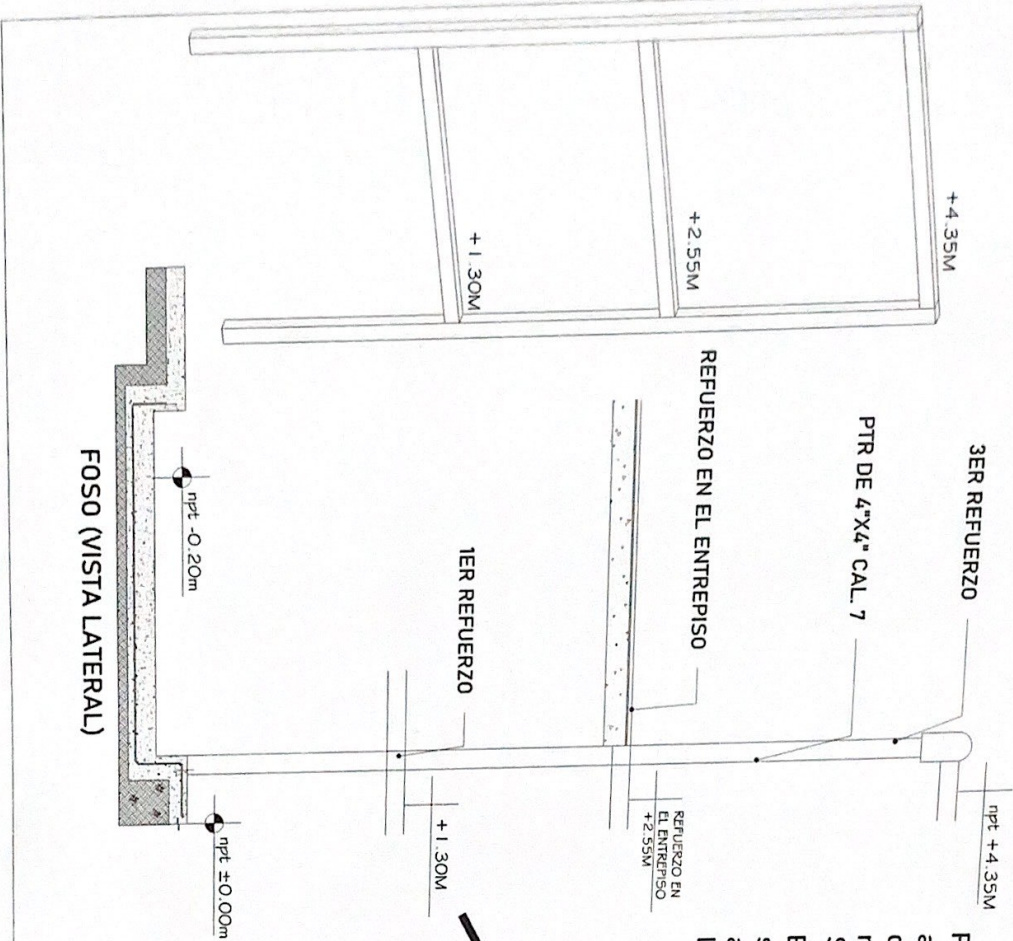 +4.35M
+2.55M
+1.30M
3ER REFUERZO
PTR DE 4"X4" CAL. 7
REFUERZO EN EL ENTREPISO
1ER REFUERZO
npt -0.20m
FOSO (VISTA LATERAL)
npt +4.35M
REFUERZO EN
EL ENTREPISO
+2.55M
+1.30M
npt ±0.00m